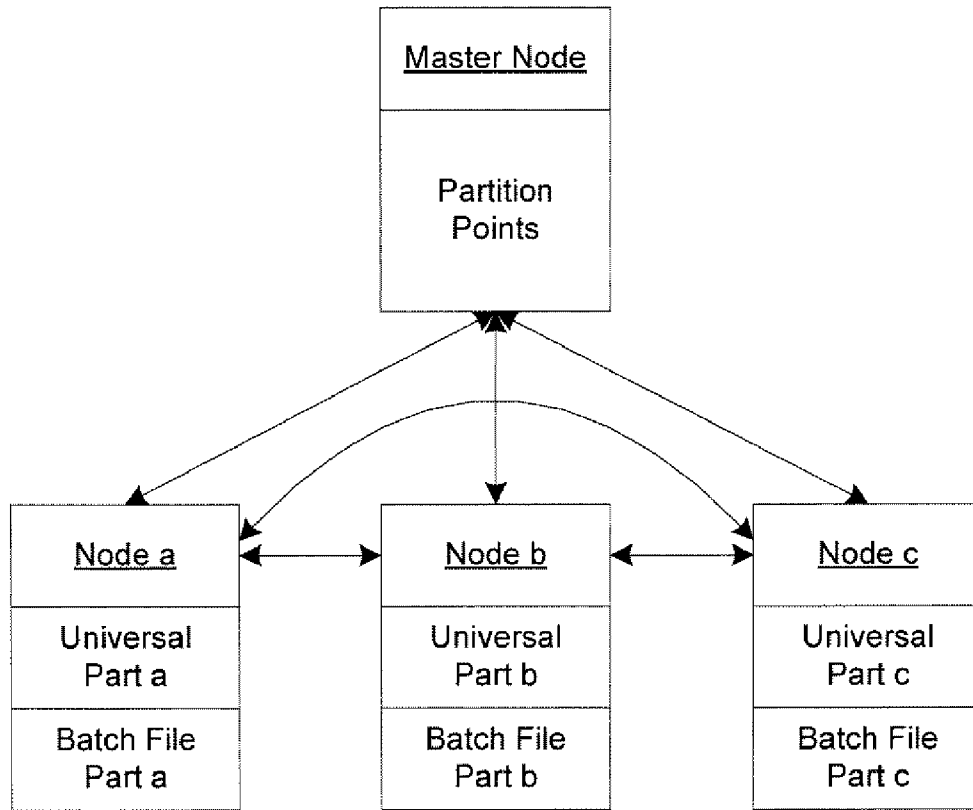 Master Node
Partition
Points
Node a
Universal
Part a
Batch File
Part a
Node b
Universal
Part b
Batch File
Part b
Node c
Universal
Part c
Batch File
Part c